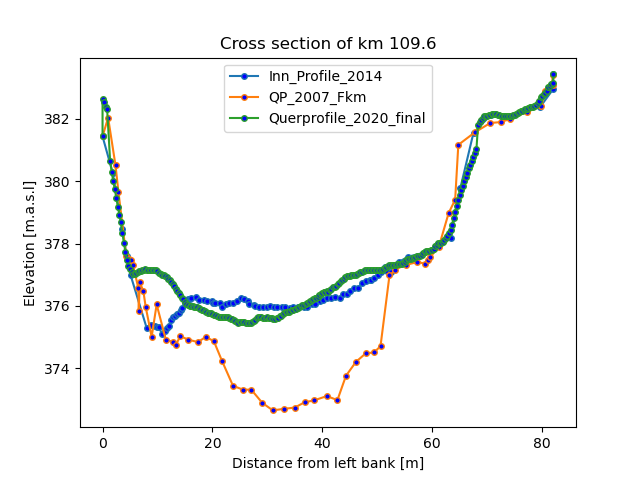 Cross section of km 109.6
Inn_Profile_2014
QP_2007_Fkm
Querprofile_2020_final
Elevation [m.a.s.l]
382
380
378
376
374
0 20 40 60 80
Distance from left bank [m]